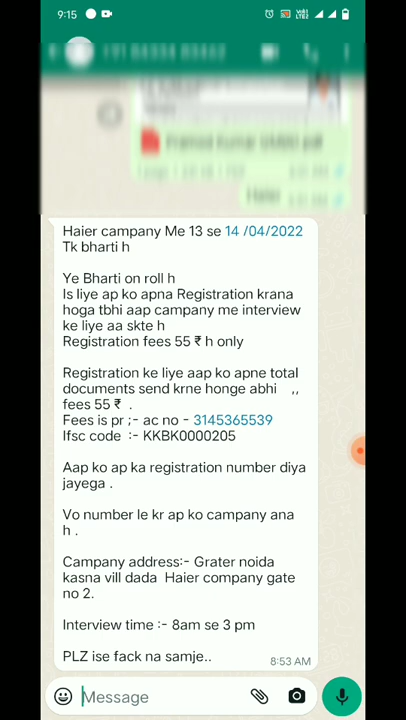 9:15
Haier campany Me 13 se 14 /04/2022
Tk bharti h
Ye Bharti on roll h
Is liye ap ko apna Registration krana
hoga tbhi aap campany me interview
ke liye aa skte h
Registration fees 55 ₹ h only
Registration ke liye aap ko apne total
documents send krne honge abhi ,,
fees 55 ₹ .
Fees is pr ;- ac no - 3145365539
Ifsc code :- KKBK0000205
Aap ko ap ka registration number diya
jayega .
Vo number le kr ap ko campany ana
h .
Campany address:- Grater noida
kasna vill dada Haier company gate
no 2.
Interview time :- 8am se 3 pm
PLZ ise fack na samje..
8:53 AM
Message